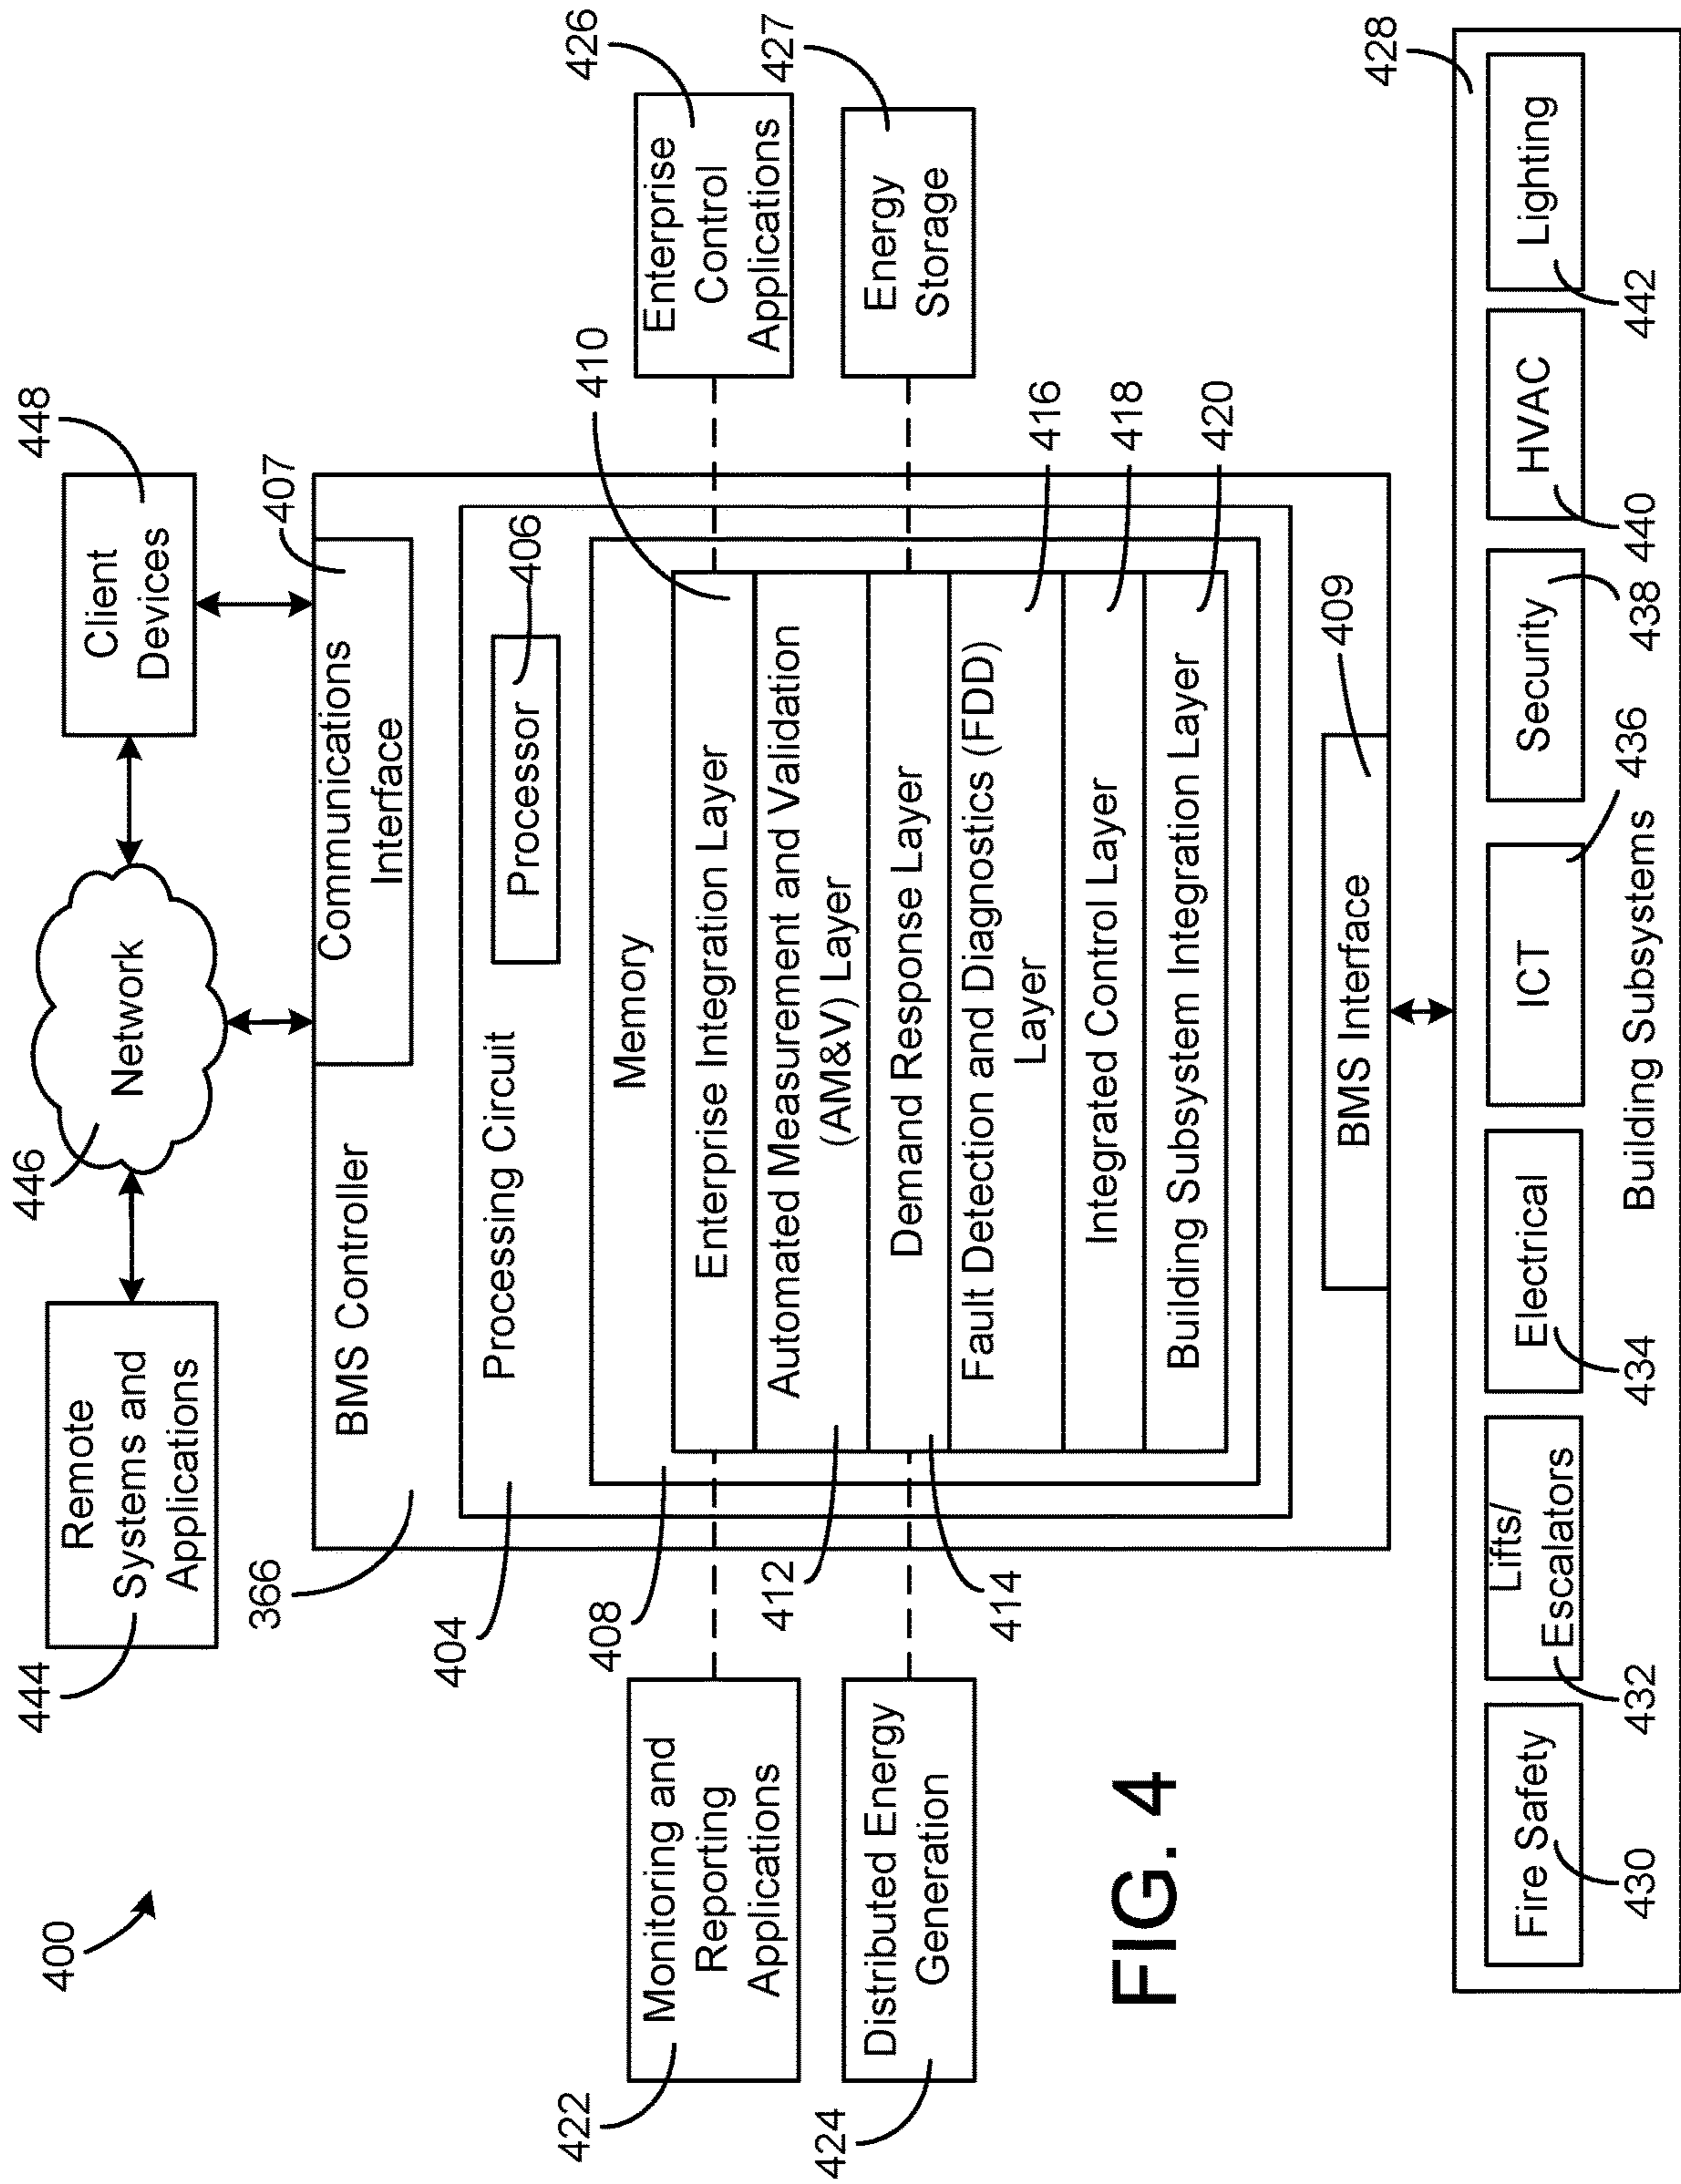 400
444
Remote
Systems and
Applications
446
Network
448
Client
Devices
366
BMS Controller
407
Communications
Interface
404
Processing Circuit
Processor
406
408
Memory
410
Enterprise Integration Layer
Automated Measurement and Validation
(AM&V) Layer
412
Demand Response Layer
414
Fault Detection and Diagnostics (FDD)
Layer
416
Integrated Control Layer
418
Building Subsystem Integration Layer
420
422
Monitoring and
Reporting
Applications
424
Distributed Energy
Generation
426
Enterprise
Control
Applications
427
Energy
Storage
BMS Interface
409
428
Fire Safety
430
Lifts/
Escalators
432
Electrical
434
ICT
436
Security
438
HVAC
440
Lighting
442
Building Subsystems
FIG. 4